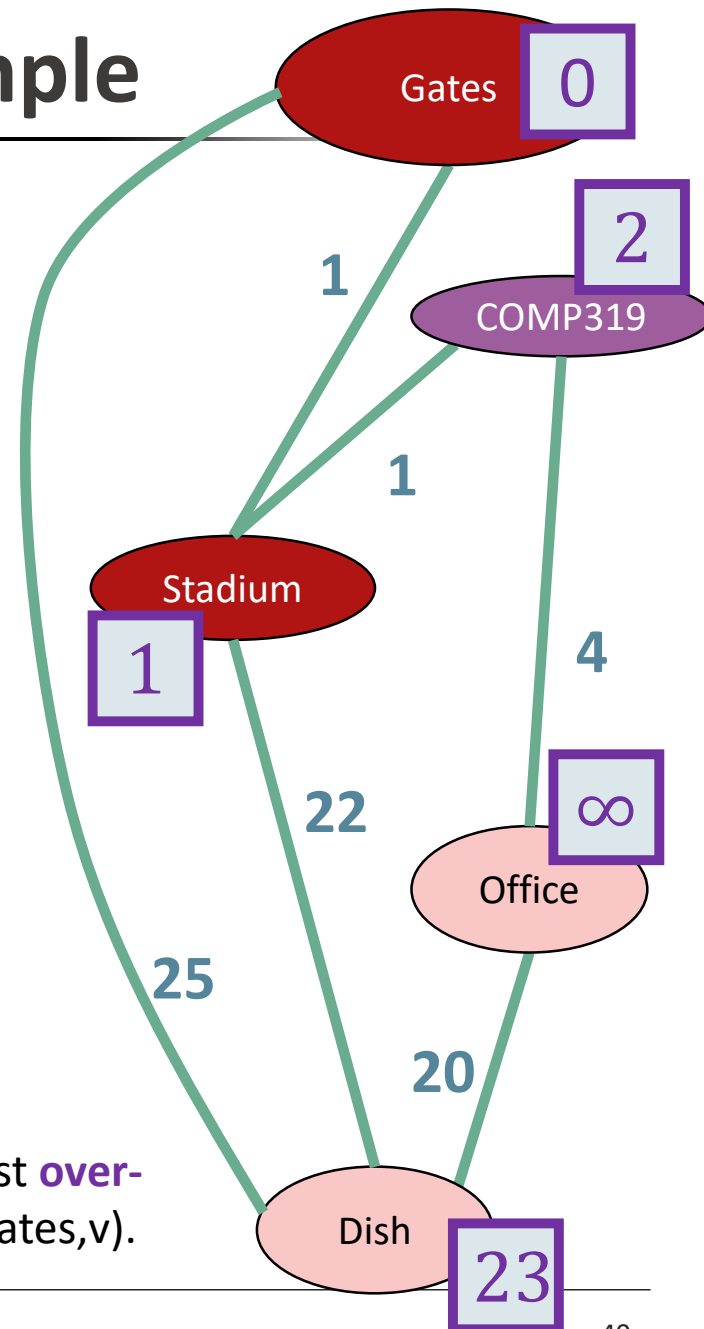 mple
Gates
0
2
COMP319
1
1
Stadium
1
4
22
∞
Office
25
20
st over-
ates,v).
Dish
23